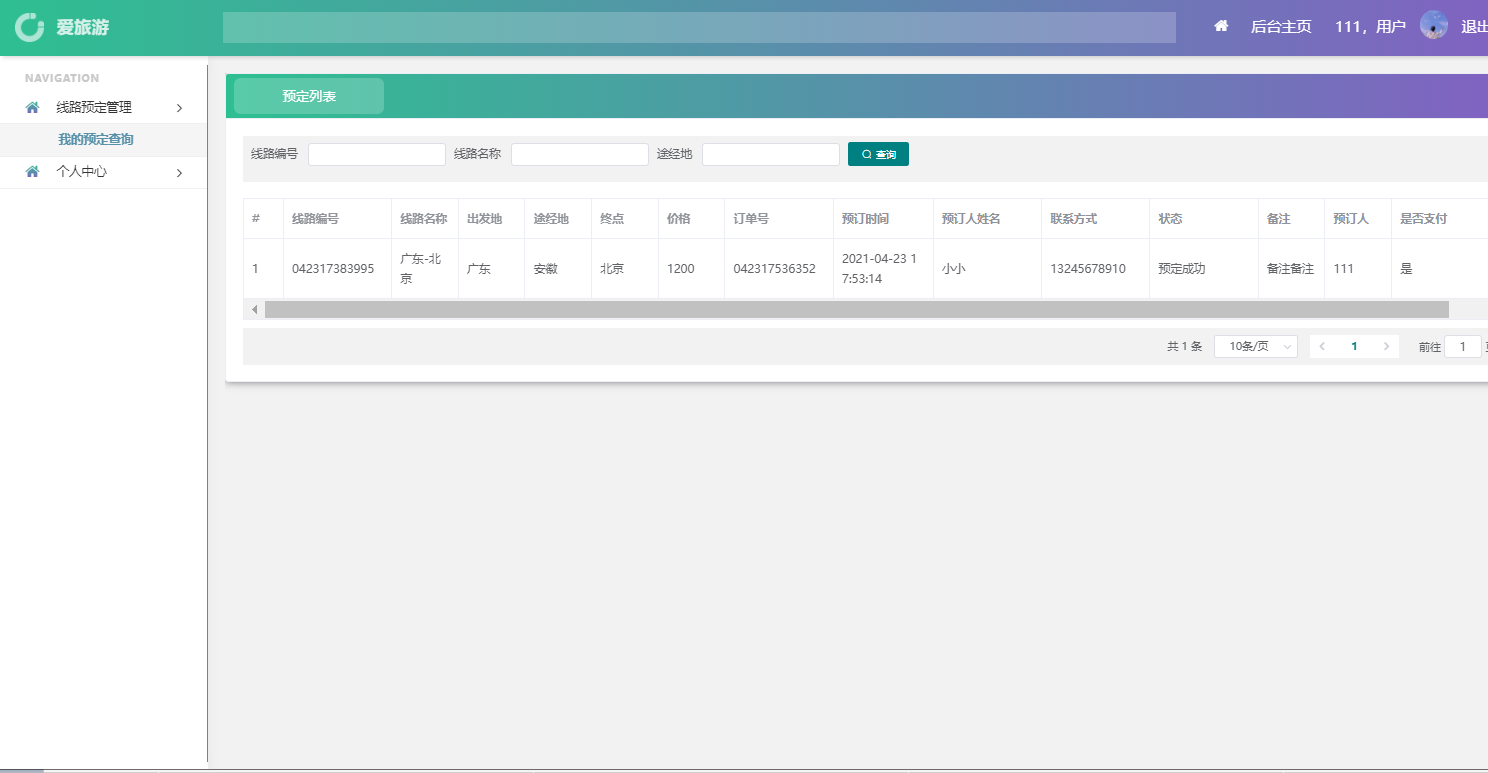 爱旅游
后台主页 111，用户 退出
NAVIGATION
线路预定管理
我的预定查询
个人中心
预定列表
线路编号 线路名称 途经地 查询
# 线路编号 线路名称 出发地 途经地 终点 价格 订单号 预订时间 预订人姓名 联系方式 状态 备注 预订人 是否支付
1 042317383995 广东-北京 广东 安徽 北京 1200 042317536352 2021-04-23 17:53:14 小小 13245678910 预定成功 备注备注 111 是
共 1 条 10条/页 1 前往 1